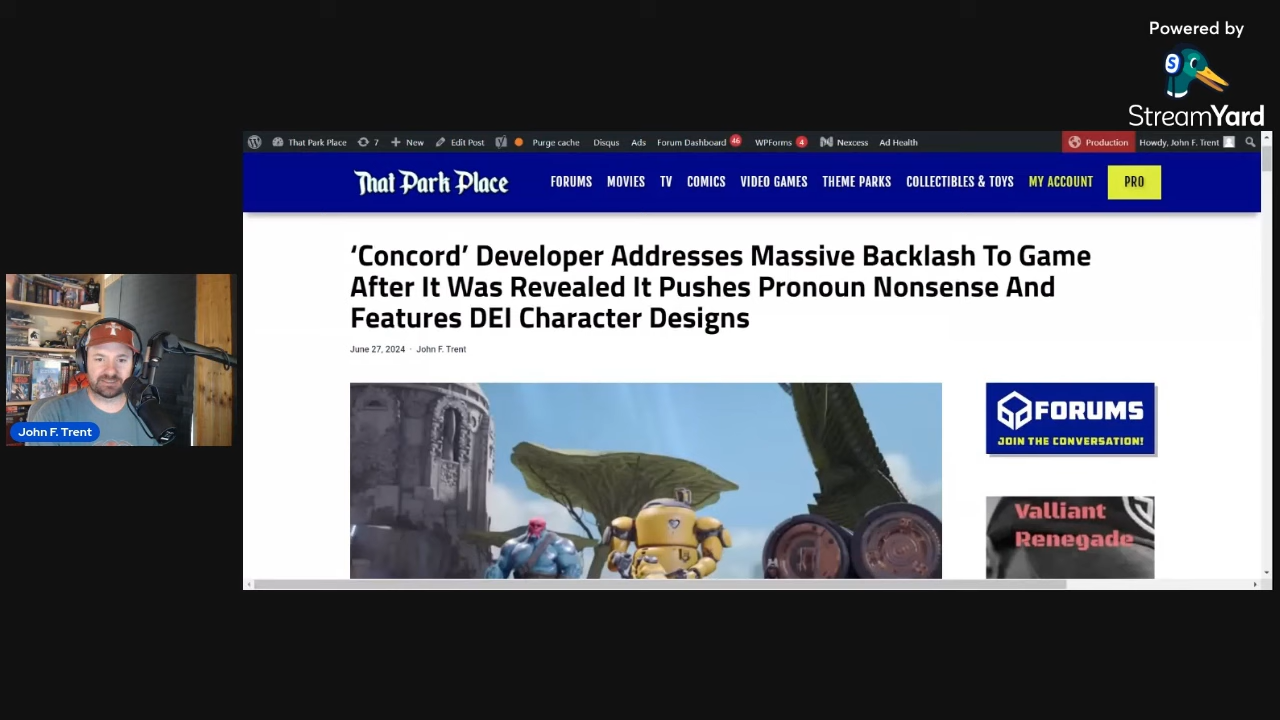 Powered by
StreamYard
That Park Place
7
New
Edit Post
Purge cache
Disqus
Ads
Forum Dashboard 46
WPForms 4
Nexcess
Ad Health
Production
Howdy, John F. Trent
That Park Place
FORUMS
MOVIES
TV
COMICS
VIDEO GAMES
THEME PARKS
COLLECTIBLES & TOYS
MY ACCOUNT
PRO
‘Concord’ Developer Addresses Massive Backlash To Game
After It Was Revealed It Pushes Pronoun Nonsense And
Features DEI Character Designs
June 27, 2024 · John F. Trent
FORUMS
JOIN THE CONVERSATION!
John F. Trent
Valliant
Renegade